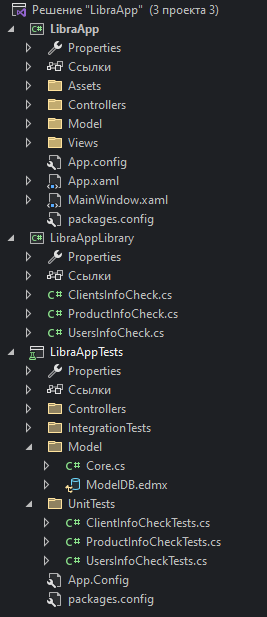 Решение "LibraApp" (3 проекта 3)
LibraApp
Properties
Ссылки
Assets
Controllers
Model
Views
App.config
App.xaml
MainWindow.xaml
packages.config
LibraAppLibrary
Properties
Ссылки
C# ClientsInfoCheck.cs
C# ProductInfoCheck.cs
C# UsersInfoCheck.cs
LibraAppTests
Properties
Ссылки
Controllers
IntegrationTests
Model
C# Core.cs
ModelDB.edmx
UnitTests
C# ClientInfoCheckTests.cs
C# ProductInfoCheckTests.cs
C# UsersInfoCheckTests.cs
App.Config
packages.config